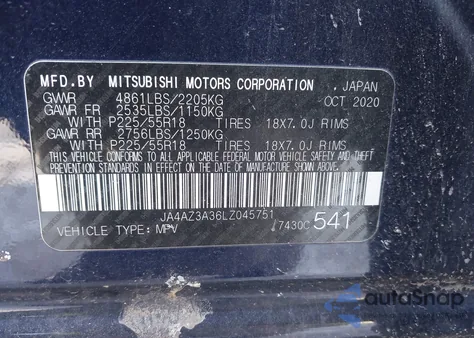 MFD.BY MITSUBISHI MOTORS CORPORATION , JAPAN
GVWR 4861LBS/2205KG OCT 2020
GAWR FR 2535LBS/1150KG
WITH P225/55R18 TIRES 18X7.0J RIMS
GAWR RR 2756LBS/1250KG
WITH P225/55R18 TIRES 18X7.0J RIMS
THIS VEHICLE CONFORMS TO ALL APPLICABLE FEDERAL MOTOR VEHICLE SAFETY AND THEFT
PREVENTION STANDARDS IN EFFECT ON THE DATE OF MANUFACTURE SHOWN ABOVE.
JA4AZ3A36LZ045751
VEHICLE TYPE: MPV 17430C 541
autoSnap